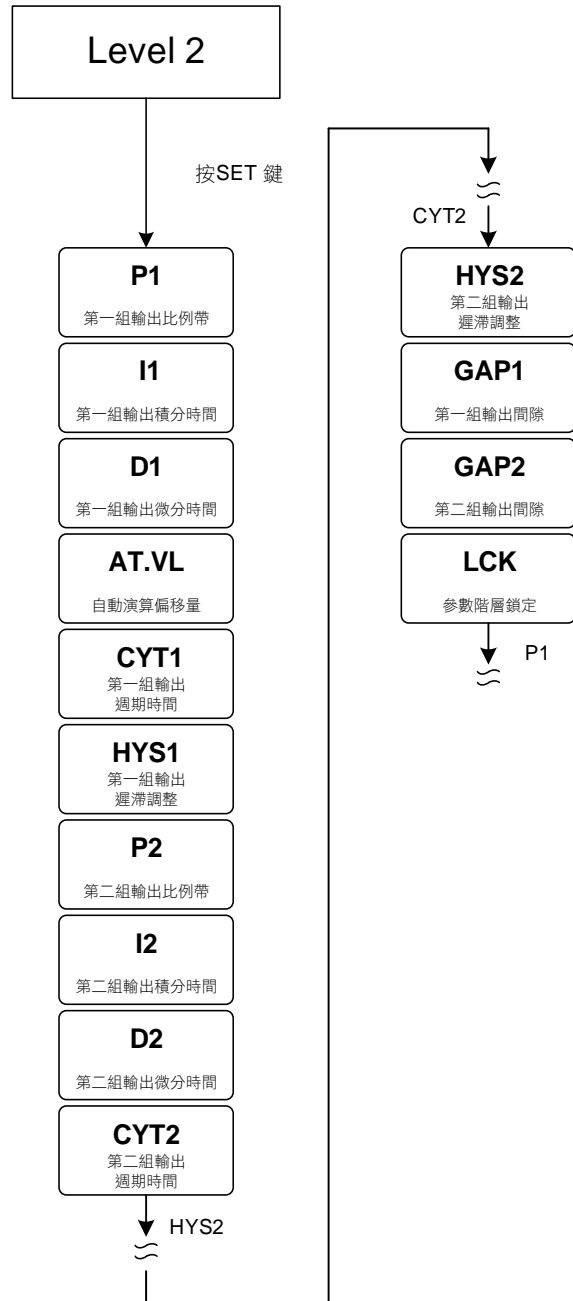 Level 2
按SET 鍵
P1
第一組輸出比例帶
I1
第一組輸出積分時間
D1
第一組輸出微分時間
AT.VL
自動演算偏移量
CYT1
第一組輸出
週期時間
HYS1
第一組輸出
遲滯調整
P2
第二組輸出比例帶
I2
第二組輸出積分時間
D2
第二組輸出微分時間
CYT2
第二組輸出
週期時間
HYS2
CYT2
HYS2
第二組輸出
遲滯調整
GAP1
第一組輸出間隙
GAP2
第二組輸出間隙
LCK
參數階層鎖定
P1